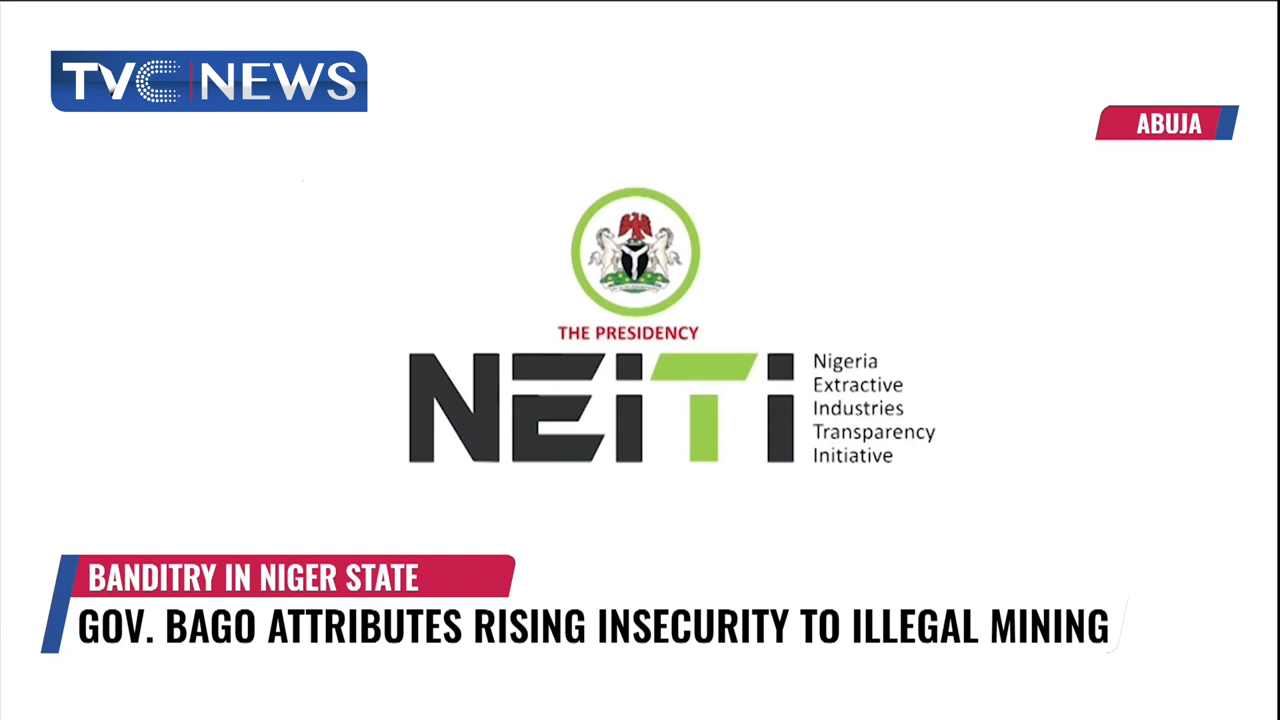 TVC NEWS
ABUJA
THE PRESIDENCY
NEITI
Nigeria
Extractive
Industries
Transparency
Initiative
BANDITRY IN NIGER STATE
GOV. BAGO ATTRIBUTES RISING INSECURITY TO ILLEGAL MINING